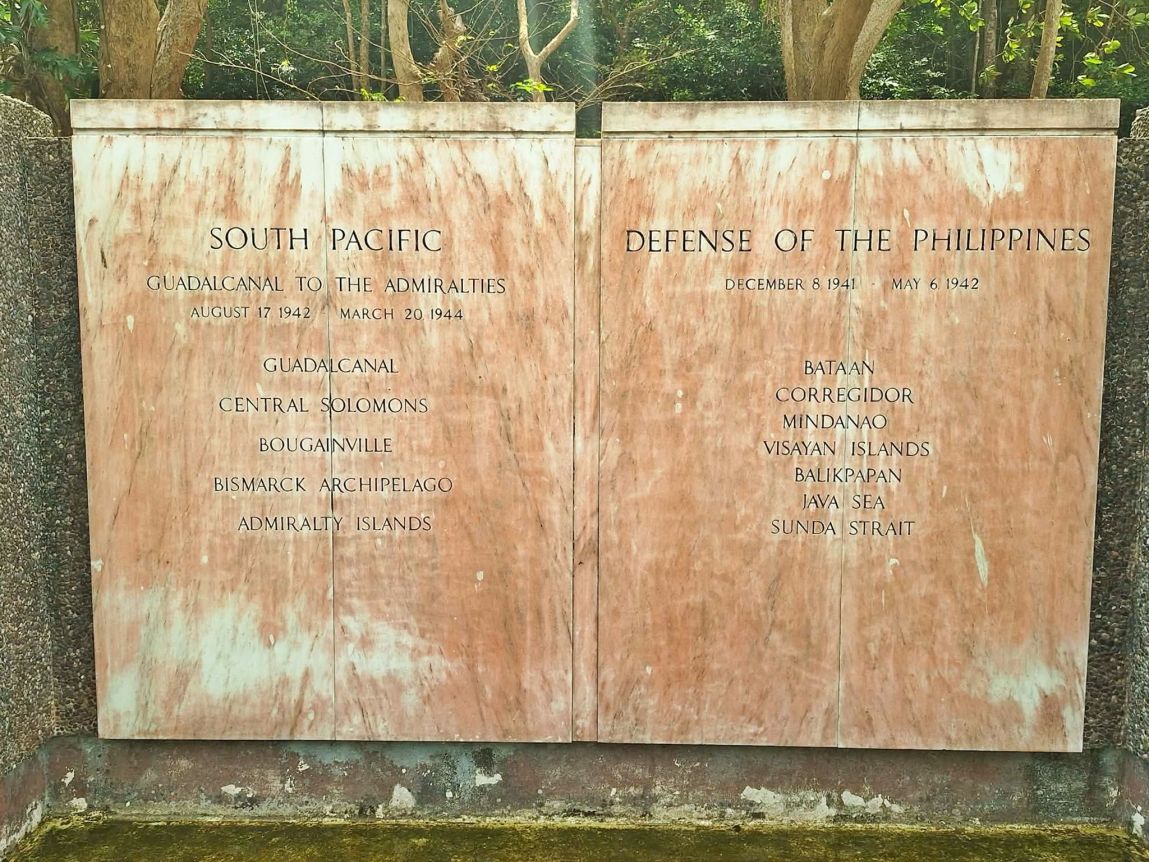 SOUTH PACIFIC
GUADALCANAL TO THE ADMIRALTIES
AUGUST 17 1942 · MARCH 20 1944
GUADALCANAL
CENTRAL SOLOMONS
BOUGAINVILLE
BISMARCK ARCHIPELAGO
ADMIRALTY ISLANDS
DEFENSE OF THE PHILIPPINES
DECEMBER 8 1941 · MAY 6 1942
BATAAN
CORREGIDOR
MINDANAO
VISAYAN ISLANDS
BALIKPAPAN
JAVA SEA
SUNDA STRAIT